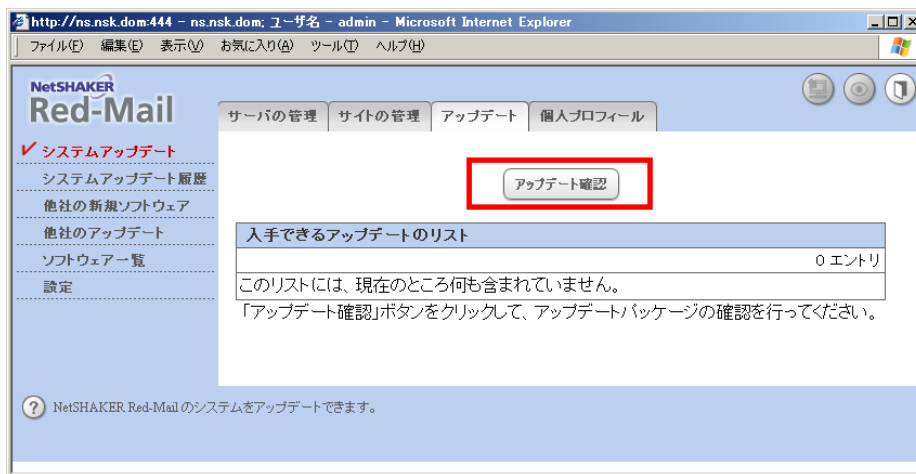 http://ns.nsk.dom:444 - ns.nsk.dom; ユーザ名 - admin - Microsoft Internet Explorer
ファイル(F) 編集(E) 表示(V) お気に入り(A) ツール(T) ヘルプ(H)
NetSHAKER
Red-Mail
サーバの管理 サイトの管理 アップデート 個人プロフィール
システムアップデート
システムアップデート履歴
他社の新規ソフトウェア
他社のアップデート
ソフトウェア一覧
設定
アップデート確認
入手できるアップデートのリスト
0 エントリ
このリストには、現在のところ何も含まれていません。
「アップデート確認」ボタンをクリックして、アップデートパッケージの確認を行ってください。
? NetSHAKER Red-Mail のシステムをアップデートできます。